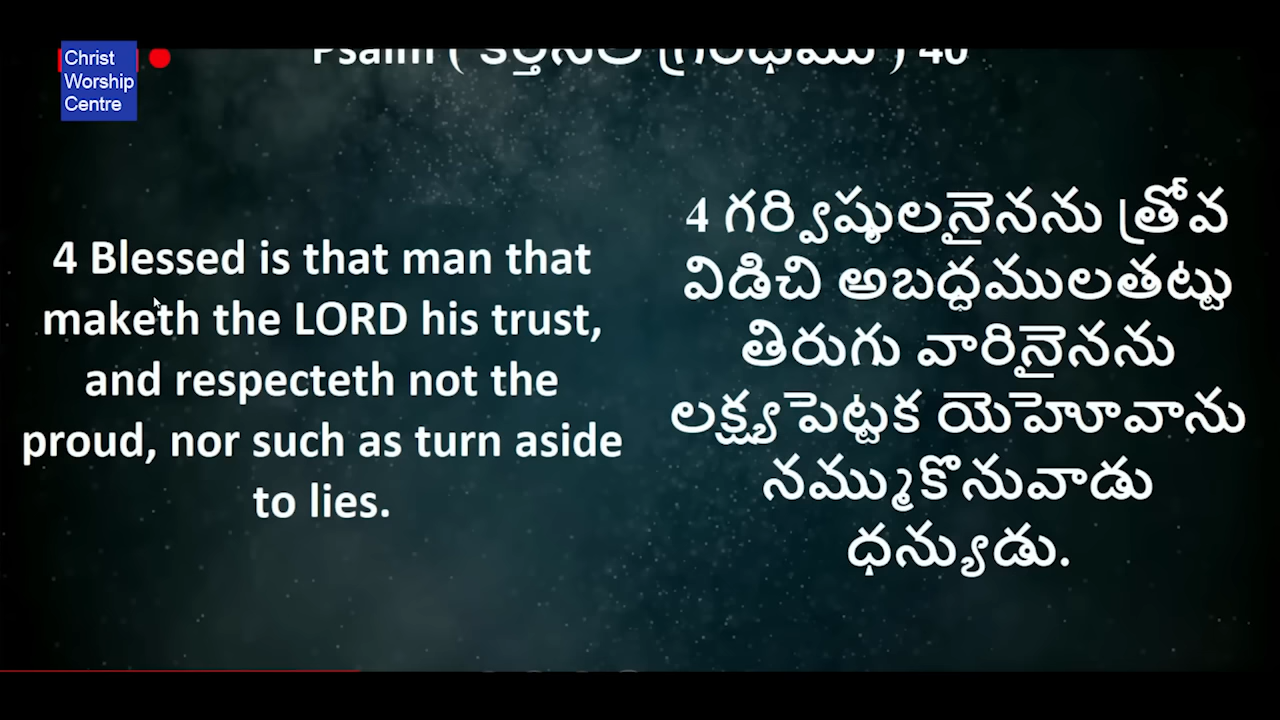 Christ
Worship
Centre
Psalm ( కీర్తనల గ్రంథము ) 40
4 Blessed is that man that
maketh the LORD his trust,
and respecteth not the
proud, nor such as turn aside
to lies.
4 గర్విష్ఠులనైనను త్రోవ
విడిచి అబద్ధములతట్టు
తిరుగు వారినైనను
లక్ష్యపెట్టక యెహోవాను
నమ్ముకొనువాడు
ధన్యుడు.